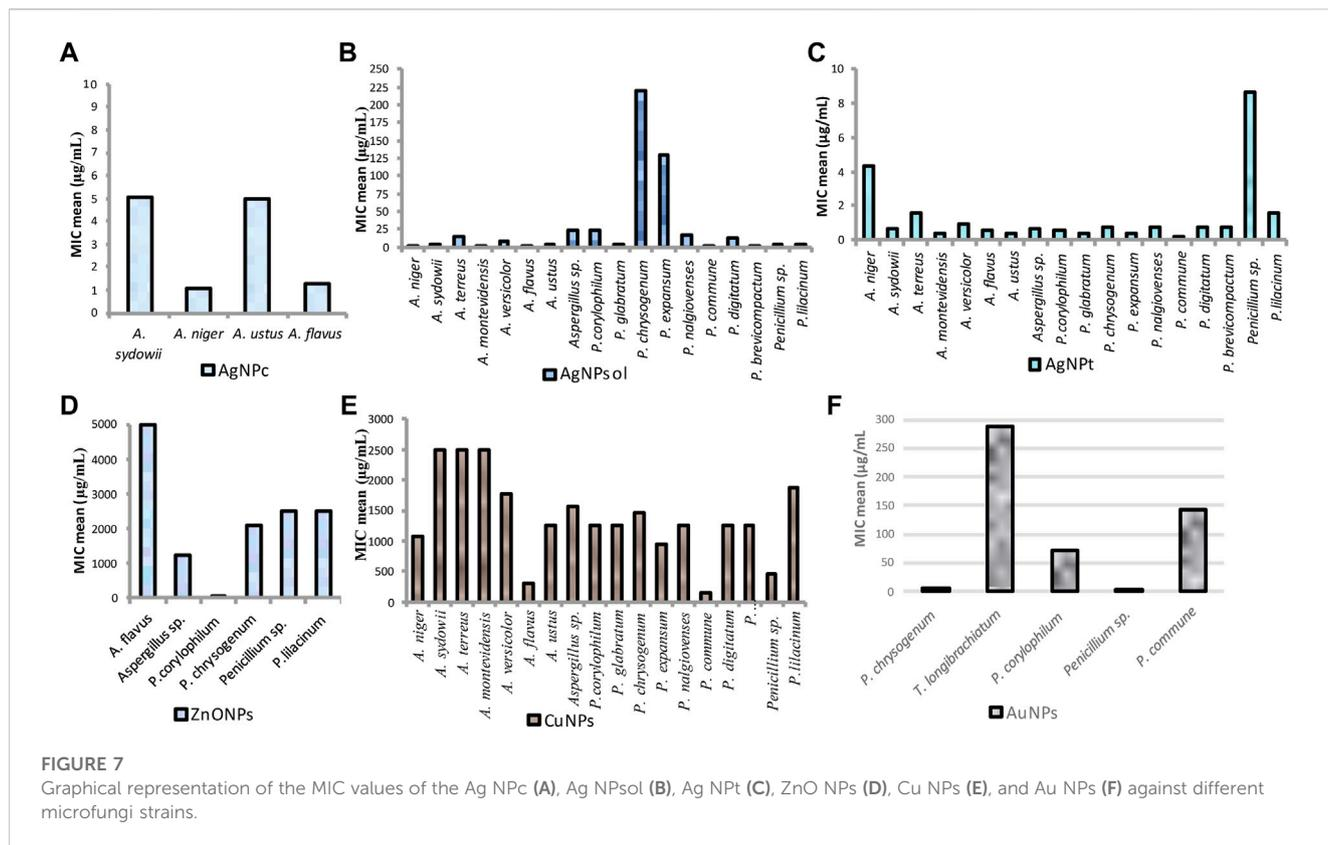 A
MIC mean (µg/mL)
10
9
8
7
6
5
4
3
2
1
0
A. sydowii
A. niger
A. ustus
A. flavus
AgNPc
B
MIC mean (µg/mL)
250
225
200
175
150
125
100
75
50
25
0
A. niger
A. sydowii
A. terreus
A. montevidensis
A. versicolor
A. flavus
A. ustus
Aspergillus sp.
P.corylophilum
P. glabratum
P. chrysogenum
P. expansum
P. nalgiovenses
P. commune
P. digitatum
P. brevicompactum
Penicillium sp.
P.lilacinum
AgNPsol
C
MIC mean (µg/mL)
10
8
6
4
2
0
A. niger
A. sydowii
A. terreus
A. montevidensis
A. versicolor
A. flavus
A. ustus
Aspergillus sp.
P.corylophilum
P. glabratum
P. chrysogenum
P. expansum
P. nalgiovenses
P. commune
P. digitatum
P. brevicompactum
Penicillium sp.
P.lilacinum
AgNPt
D
MIC mean (µg/mL)
5000
4000
3000
2000
1000
0
A. flavus
Aspergillus sp.
P.corylophilum
P. chrysogenum
Penicillium sp.
P.lilacinum
ZnONPs
E
MIC mean (µg/mL)
3000
2500
2000
1500
1000
500
0
A. niger
A. sydowii
A. terreus
A. montevidensis
A. versicolor
A. flavus
A. ustus
Aspergillus sp.
P.corylophilum
P. glabratum
P. chrysogenum
P. expansum
P. nalgiovenses
P. commune
P. digitatum
P. ...
Penicillium sp.
P.lilacinum
CuNPs
F
MIC mean (µg/mL
300
250
200
150
100
50
0
P. chrysogenum
T. longlbrachiatum
P. corylophilum
Penicillium sp.
P. commune
AuNPs
FIGURE 7
Graphical representation of the MIC values of the Ag NPc (A), Ag NPsol (B), Ag NPt (C), ZnO NPs (D), Cu NPs (E), and Au NPs (F) against different
microfungi strains.